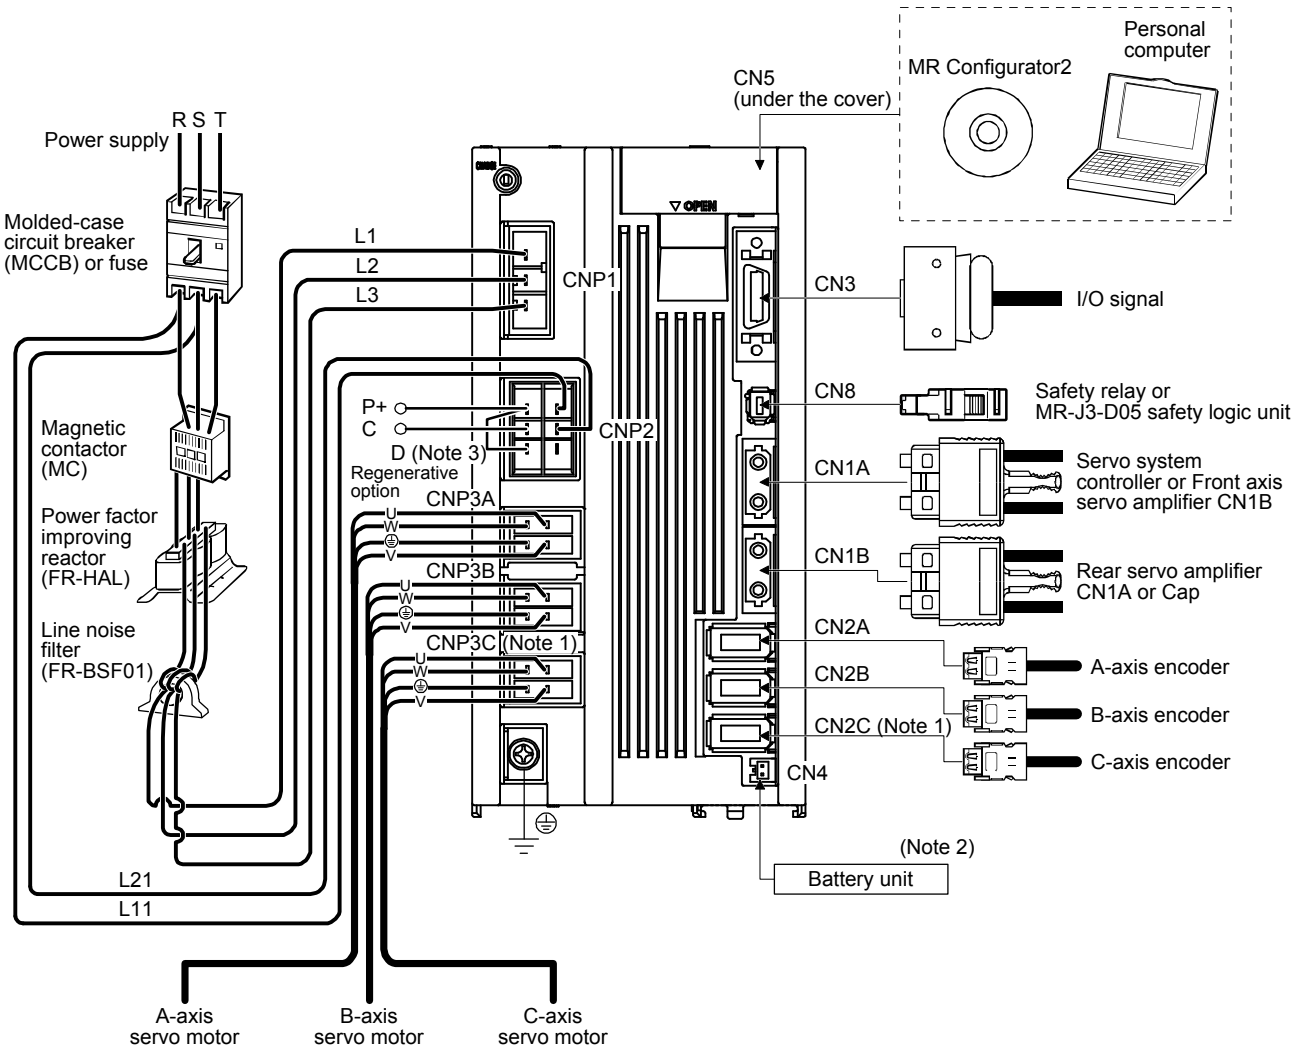 Personal
computer
MR Configurator2
CN5
(under the cover)
R S T
Power supply
Molded-case
circuit breaker
(MCCB) or fuse
L1
L2
L3
CHARGE
▽ OPEN
CNP1
CN3
I/O signal
CN8
Safety relay or
MR-J3-D05 safety logic unit
P+
C
D (Note 3)
Regenerative
option
CNP2
Magnetic
contactor
(MC)
CN1A
Servo system
controller or Front axis
servo amplifier CN1B
CNP3A
U
W
V
Power factor
improving
reactor
(FR-HAL)
CN1B
Rear servo amplifier
CN1A or Cap
CNP3B
U
W
V
Line noise
filter
(FR-BSF01)
CNP3C (Note 1)
U
W
V
CN2A
A-axis encoder
CN2B
B-axis encoder
CN2C (Note 1)
C-axis encoder
CN4
(Note 2)
Battery unit
L21
L11
A-axis
servo motor
B-axis
servo motor
C-axis
servo motor